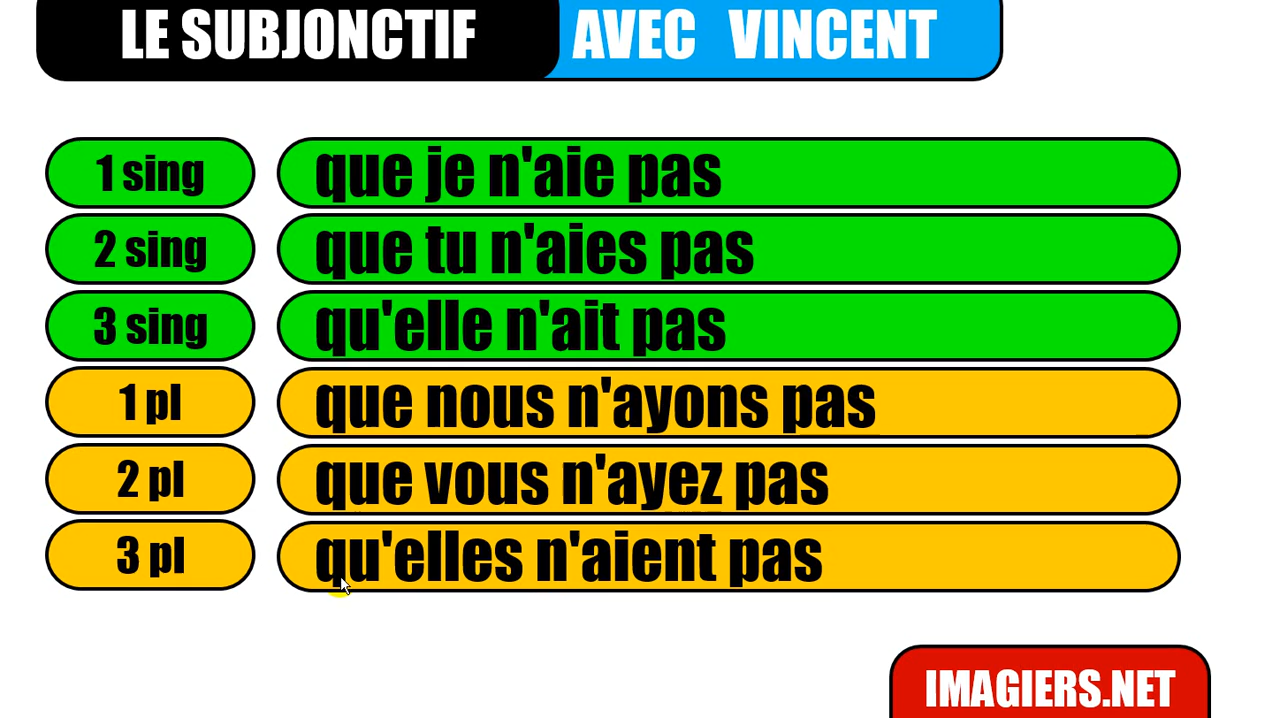 LE SUBJONCTIF AVEC VINCENT
1 sing que je n'aie pas
2 sing que tu n'aies pas
3 sing qu'elle n'ait pas
1 pl que nous n'ayons pas
2 pl que vous n'ayez pas
3 pl qu'elles n'aient pas
IMAGIERS.NET